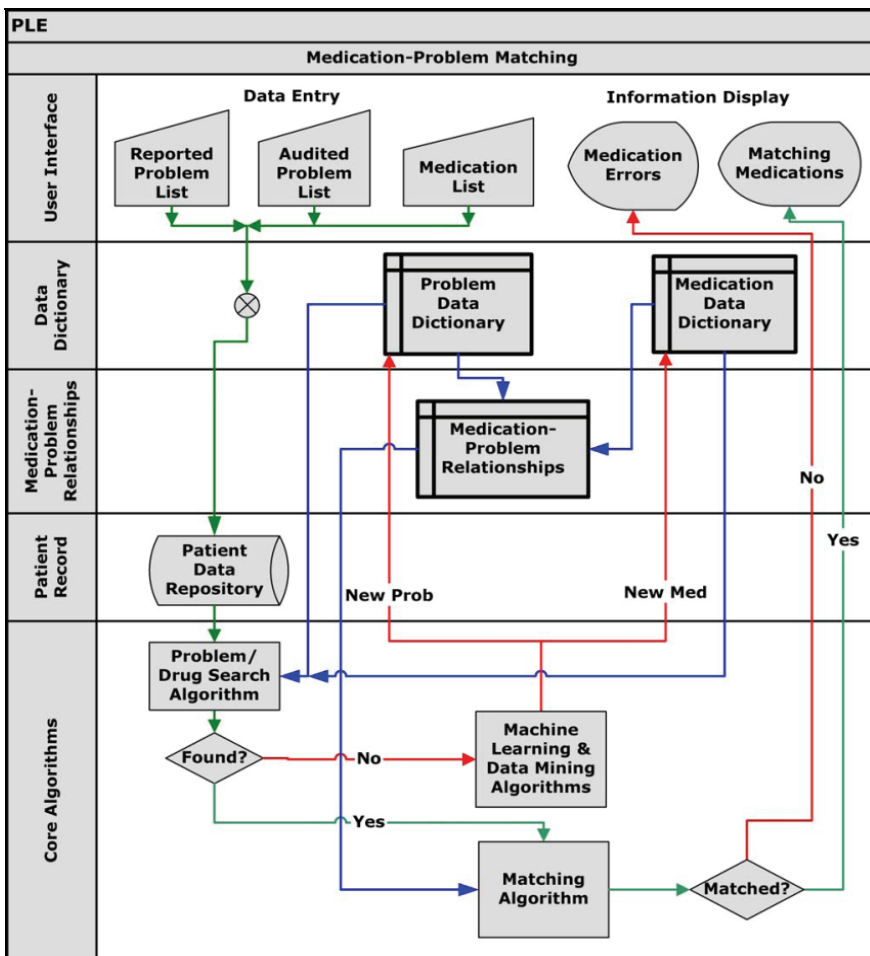 PLE
Medication-Problem Matching
User Interface
Data Entry
Information Display
Reported
Problem
List
Audited
Problem
List
Medication
List
Medication
Errors
Matching
Medications
Data
Dictionary
Problem
Data
Dictionary
Medication
Data
Dictionary
Medication-
Problem
Relationships
Medication-
Problem
Relationships
No
Yes
Patient
Record
Patient
Data
Repository
New Prob
New Med
Core Algorithms
Problem/
Drug Search
Algorithm
Found?
No
Machine
Learning &
Data Mining
Algorithms
Yes
Matching
Algorithm
Matched?